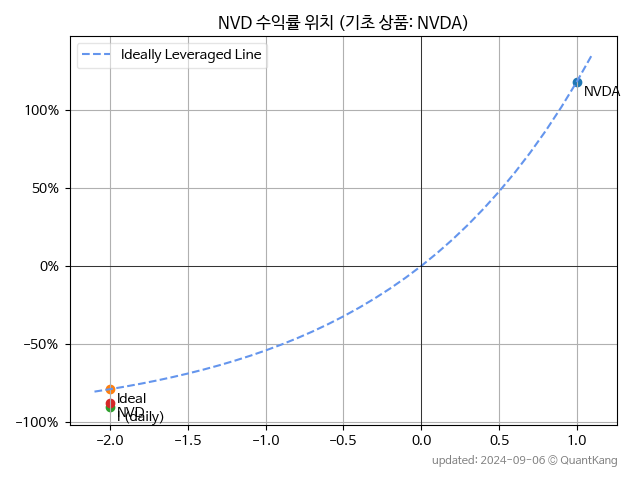 NVD 수익률 위치 (기초 상품: NVDA)
Ideally Leveraged Line
100%
50%
0%
−50%
−100%
NVDA
Ideal
NVD
(daily)
−2.0 −1.5 −1.0 −0.5 0.0 0.5 1.0
updated: 2024-09-06 © QuantKang